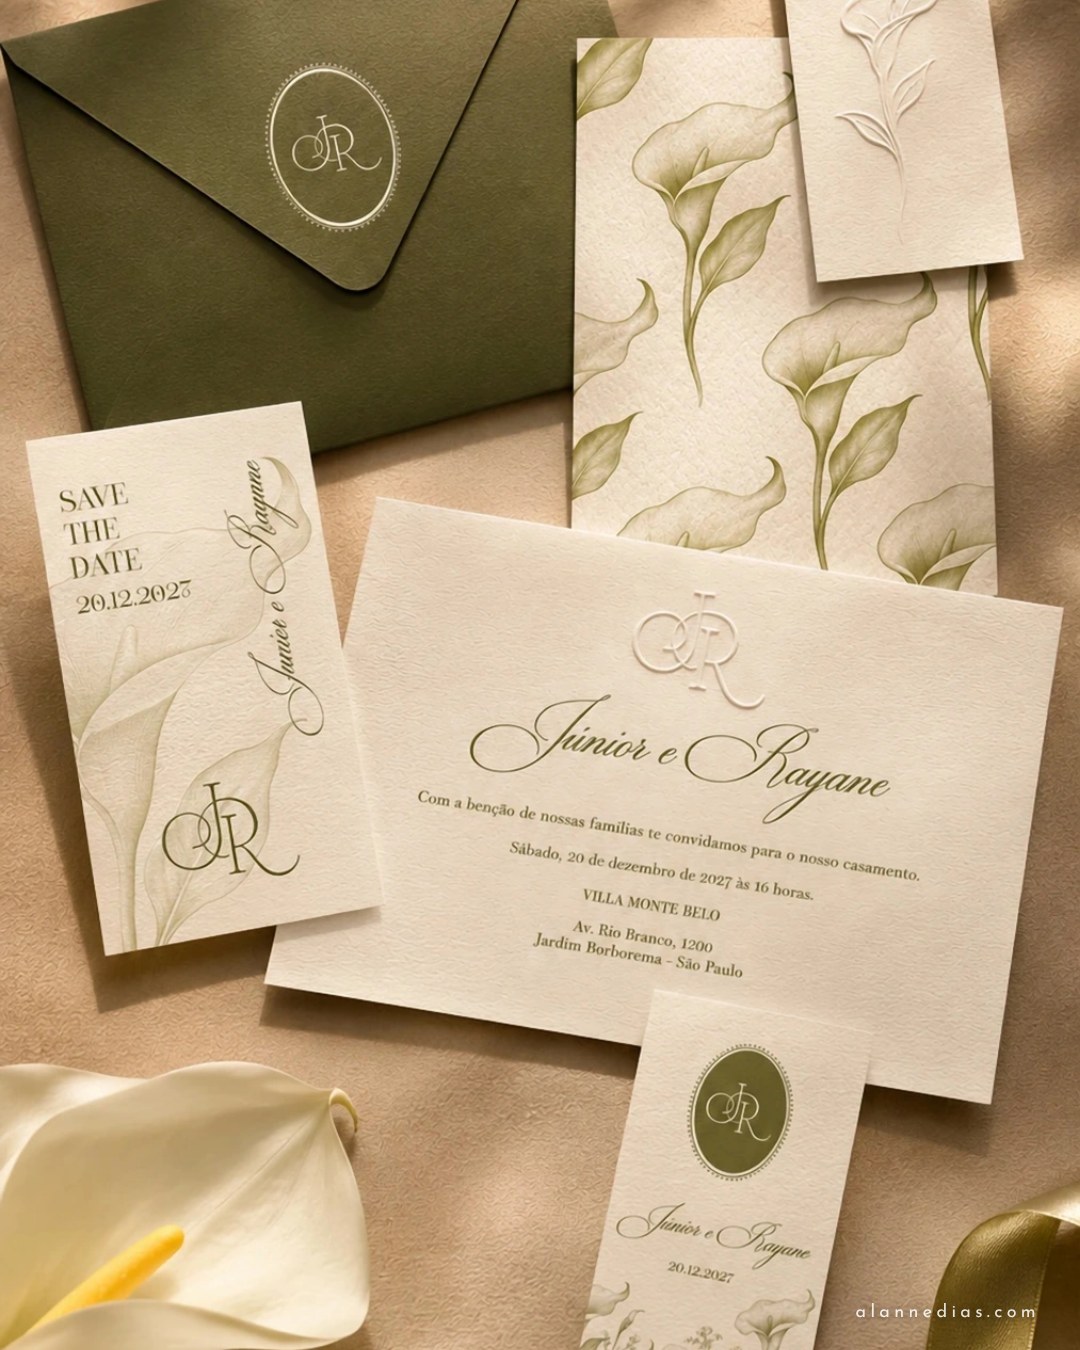 JR
SAVE
THE
DATE
20.12.2027
Junior e Rayane
JR
JR
Júnior e Rayane
Com a benção de nossas famílias te convidamos para o nosso casamento.
Sábado, 20 de dezembro de 2027 às 16 horas.
VILLA MONTE BELO
Av. Rio Branco, 1200
Jardim Borborema - São Paulo
JR
Júnior e Rayane
20.12.2027
alannedias.com